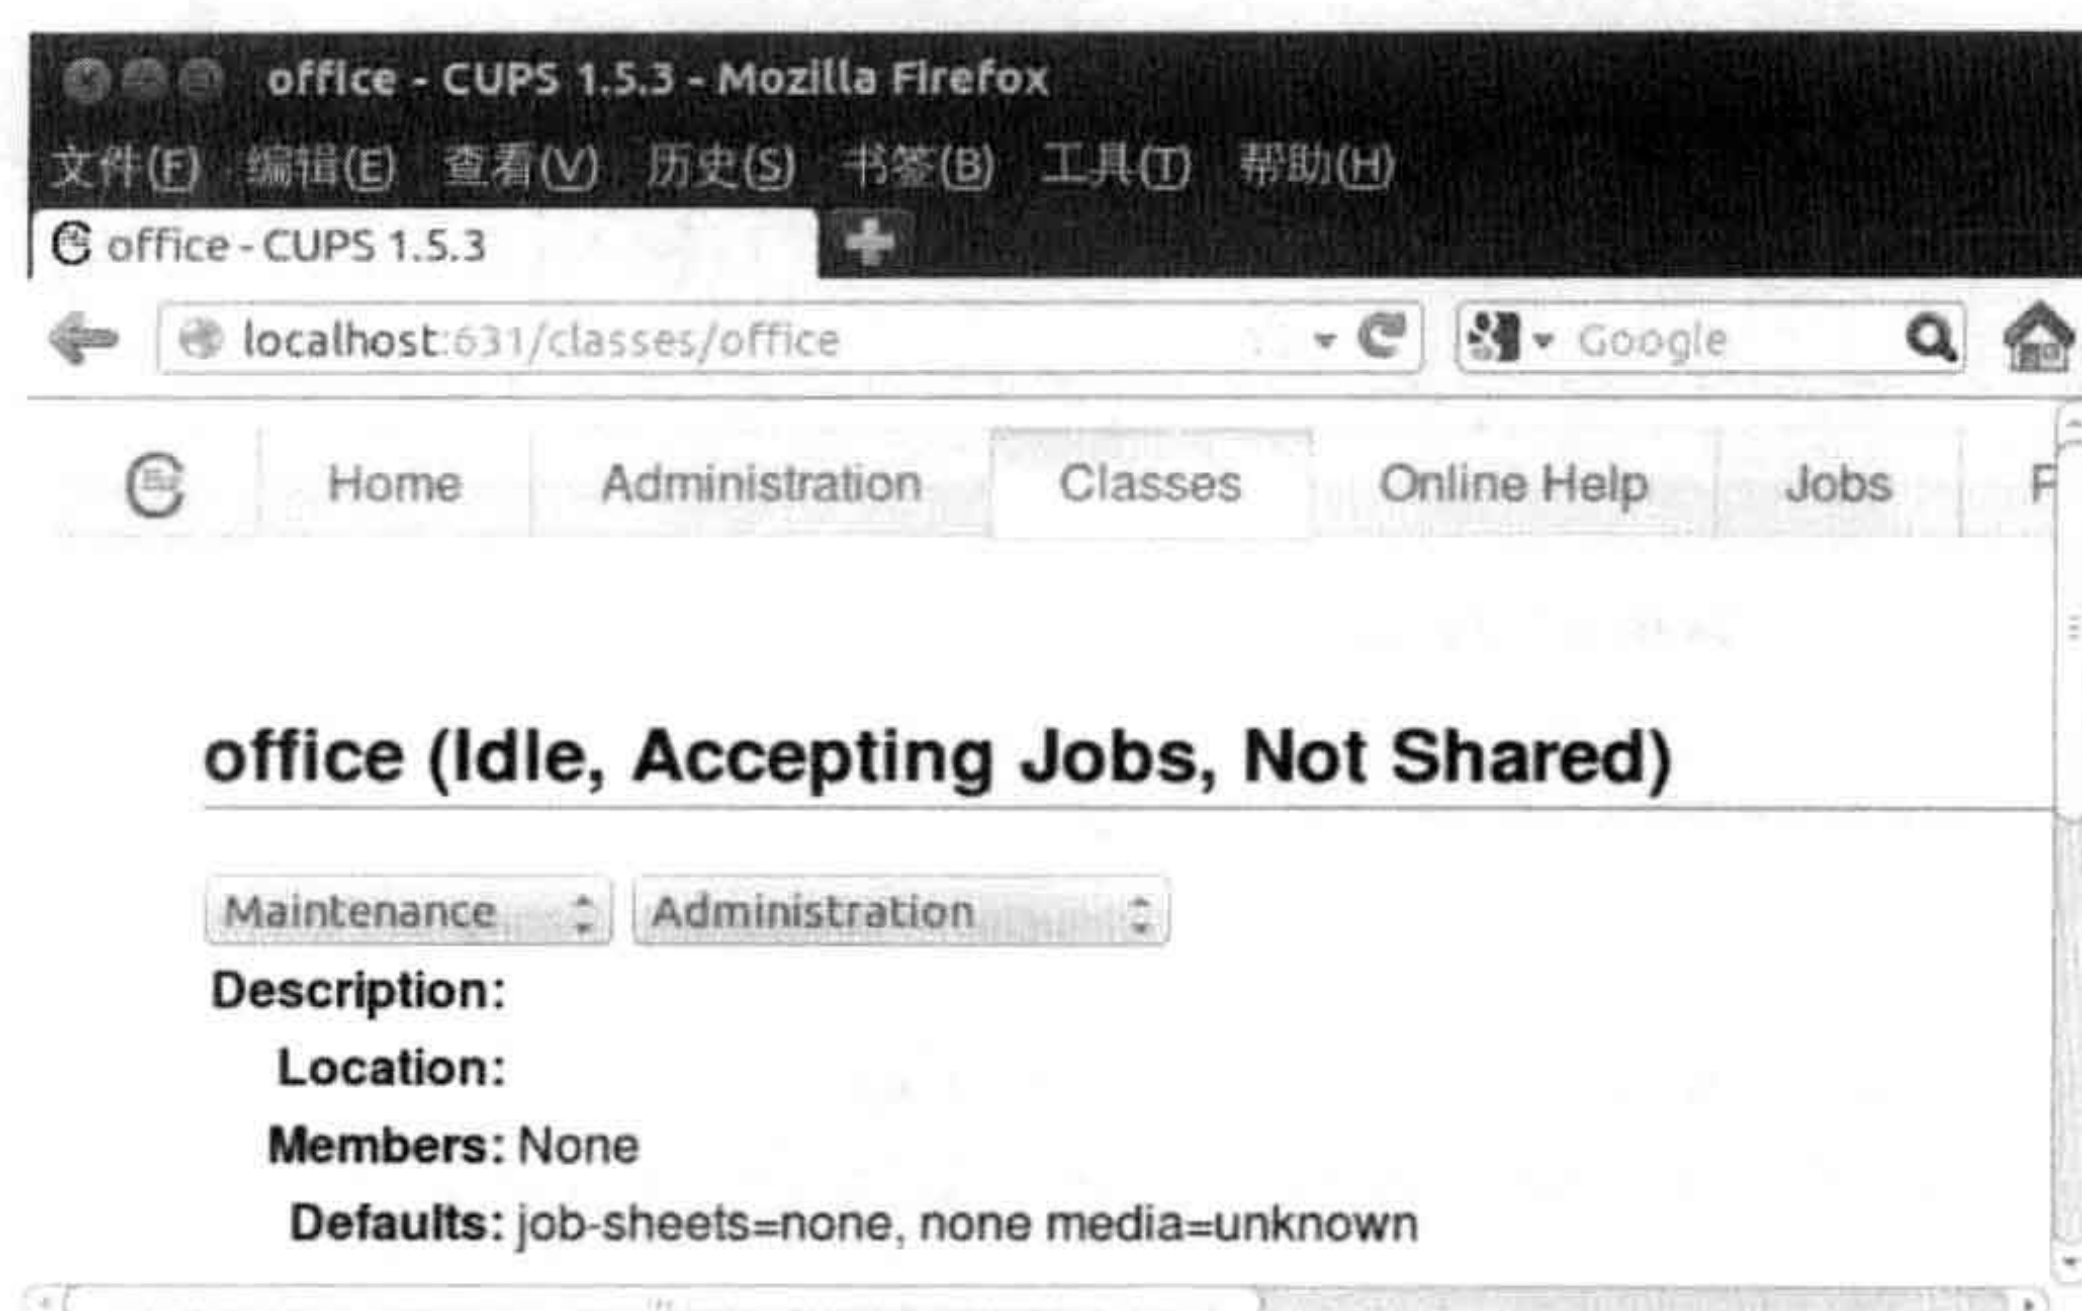 office - CUPS 1.5.3 - Mozilla Firefox
文件(F) 编辑(E) 查看(V) 历史(S) 书签(B) 工具(T) 帮助(H)
office - CUPS 1.5.3
localhost:631/classes/office Google
Home Administration Classes Online Help Jobs
office (Idle, Accepting Jobs, Not Shared)
Maintenance Administration
Description:
Location:
Members: None
Defaults: job-sheets=none, none media=unknown